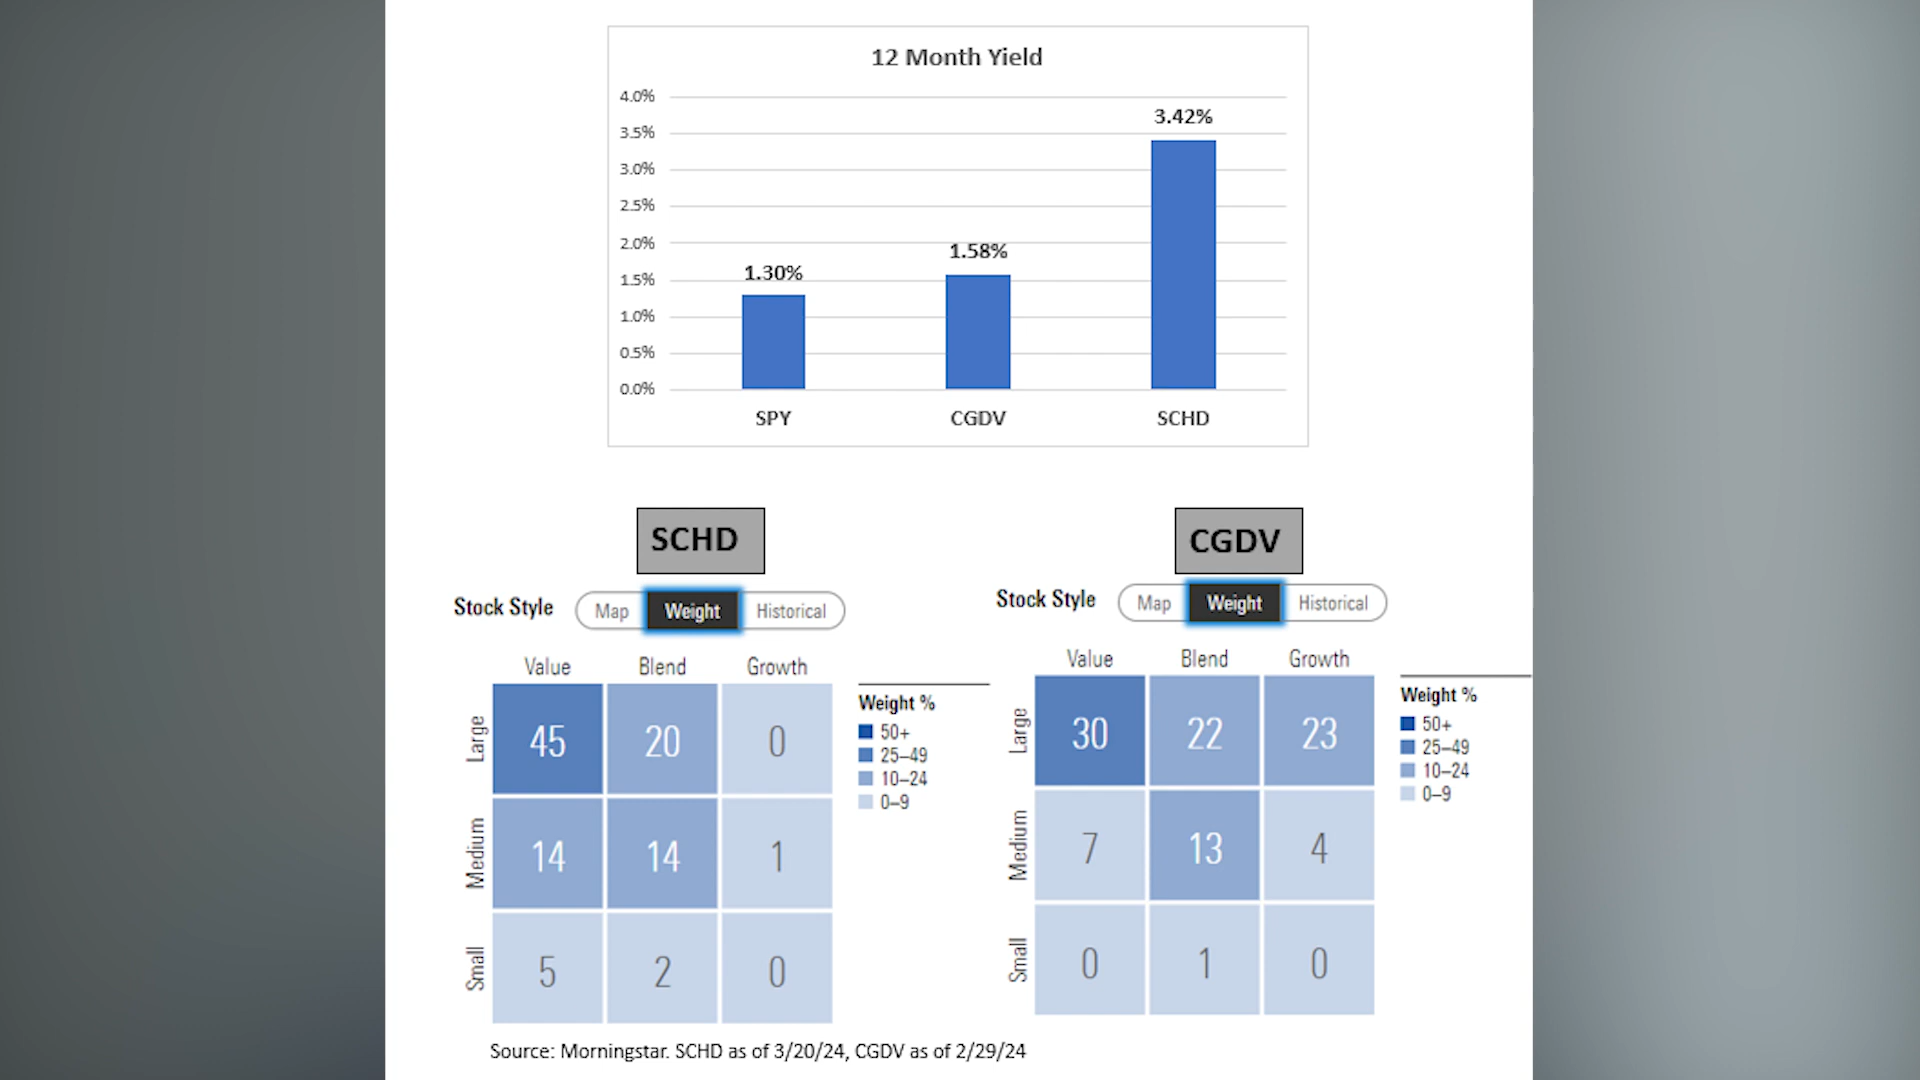 12 Month Yield
4.0%
3.5%
3.0%
2.5%
2.0%
1.5%
1.0%
0.5%
0.0%
1.30%
1.58%
3.42%
SPY CGDV SCHD
SCHD
Stock Style Map Weight Historical
Value Blend Growth
Large 45 20 0
Medium 14 14 1
Small 5 2 0
Weight %
50+
25–49
10–24
0–9
CGDV
Stock Style Map Weight Historical
Value Blend Growth
Large 30 22 23
Medium 7 13 4
Small 0 1 0
Weight %
50+
25–49
10–24
0–9
Source: Morningstar. SCHD as of 3/20/24, CGDV as of 2/29/24